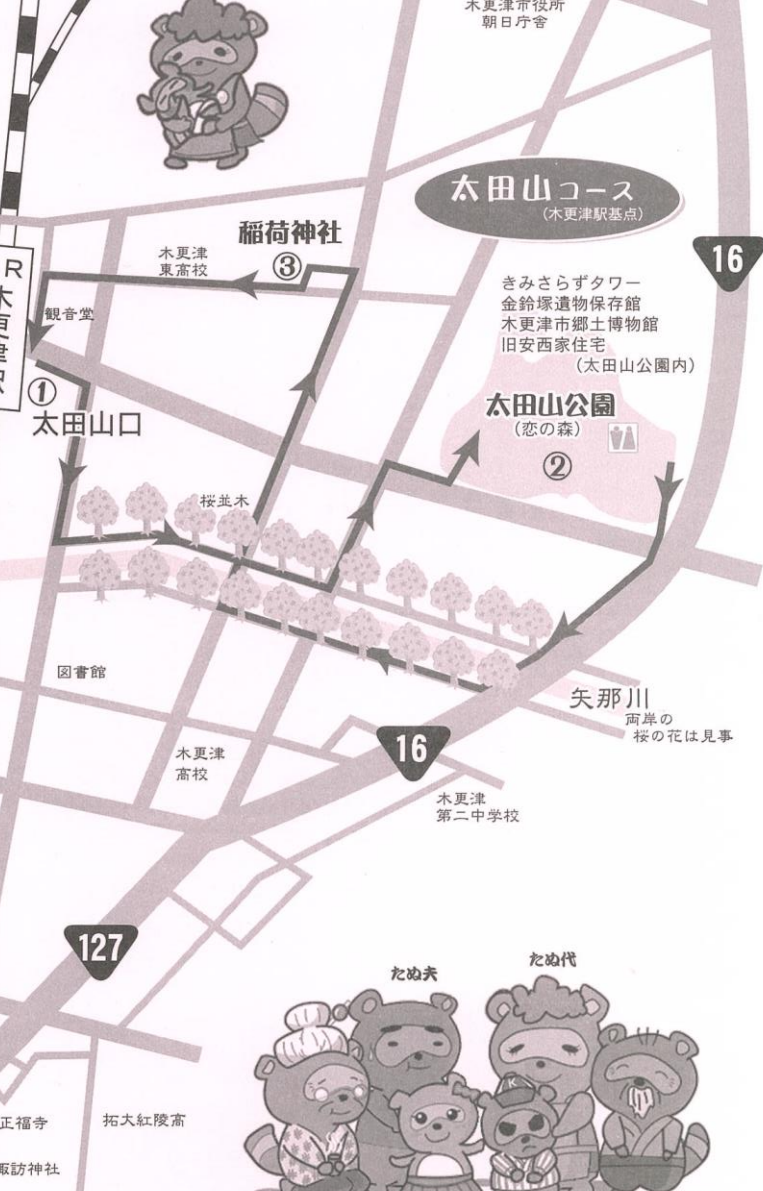 木更津市役所
朝日庁舎
太田山コース
(木更津駅基点)
稲荷神社
③
木更津
東高校
16
R木更津駅
観音堂
きみさらずタワー
金鈴塚遺物保存館
木更津市郷土博物館
旧安西家住宅
(太田山公園内)
①
太田山口
太田山公園
(恋の森)
②
桜並木
図書館
矢那川
両岸の
桜の花は見事
木更津
高校
16
木更津
第二中学校
127
たぬ夫
たぬ代
K
正福寺
拓大紅陵高
諏訪神社